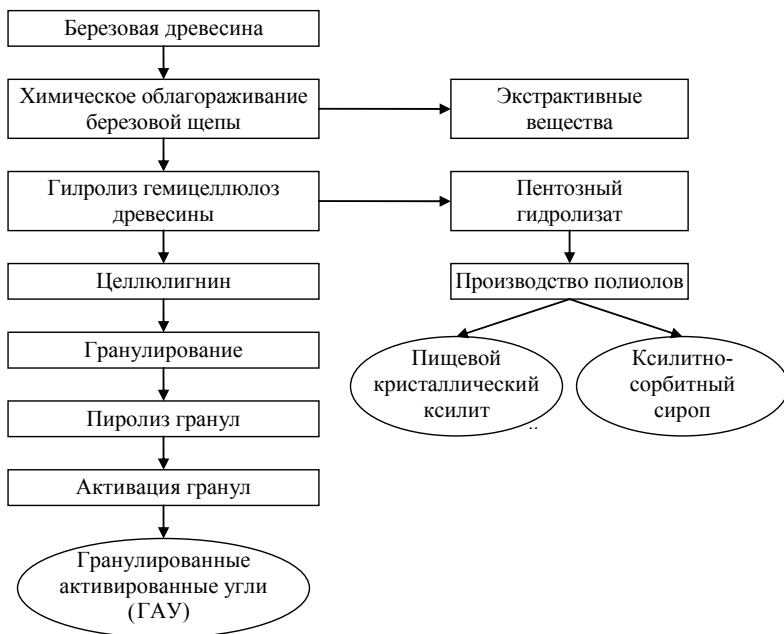 Березовая древесина
Химическое облагораживание
березовой щепы
Экстрактивные
вещества
Гилролиз гемицеллюлоз
древесины
Пентозный
гидролизат
Целлюлигнин
Производство полиолов
Гранулирование
Пищевой
кристаллический
ксилит
Ксилитно-
сорбитный
сироп
Пиролиз гранул
Активация гранул
Гранулированные
активированные угли
(ГАУ)